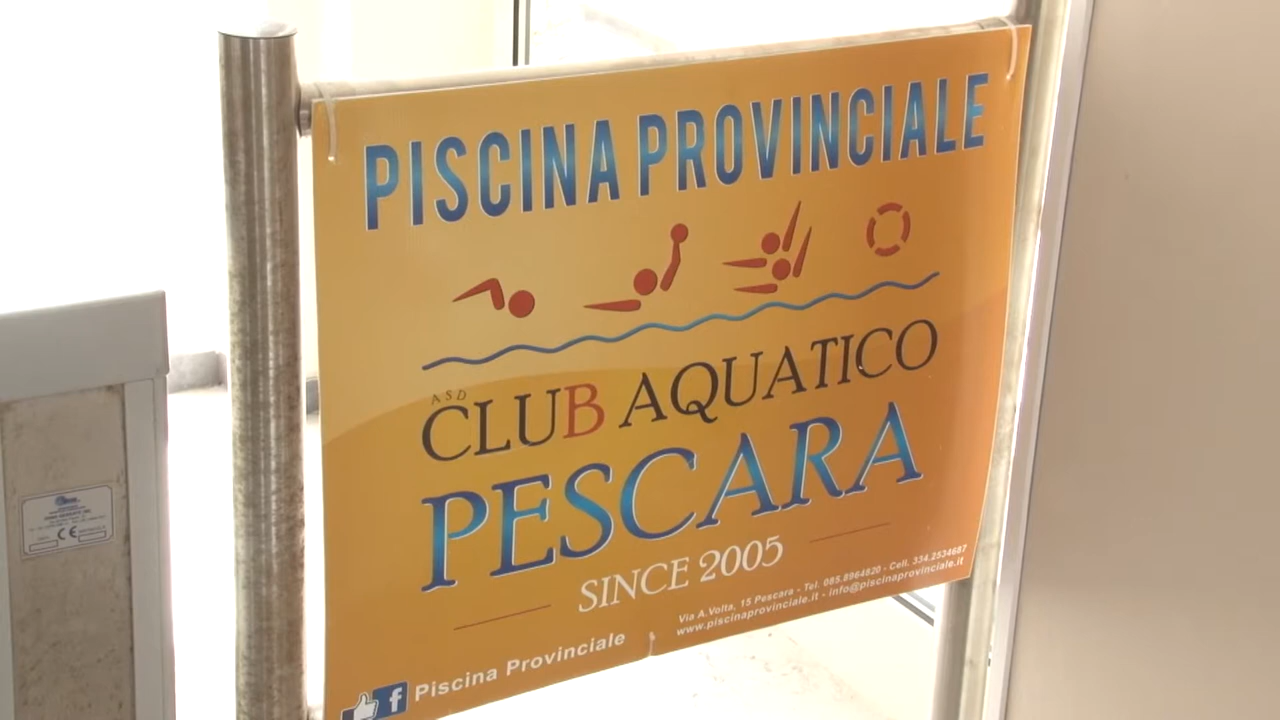 PISCINA PROVINCIALE
ASD
CLUB AQUATICO
PESCARA
SINCE 2005
Via A.Volta, 15 Pescara - Tel. 085.8964820 - Cell. 334.2534687
www.piscinaprovinciale.it - info@piscinaprovinciale.it
f Piscina Provinciale
CE